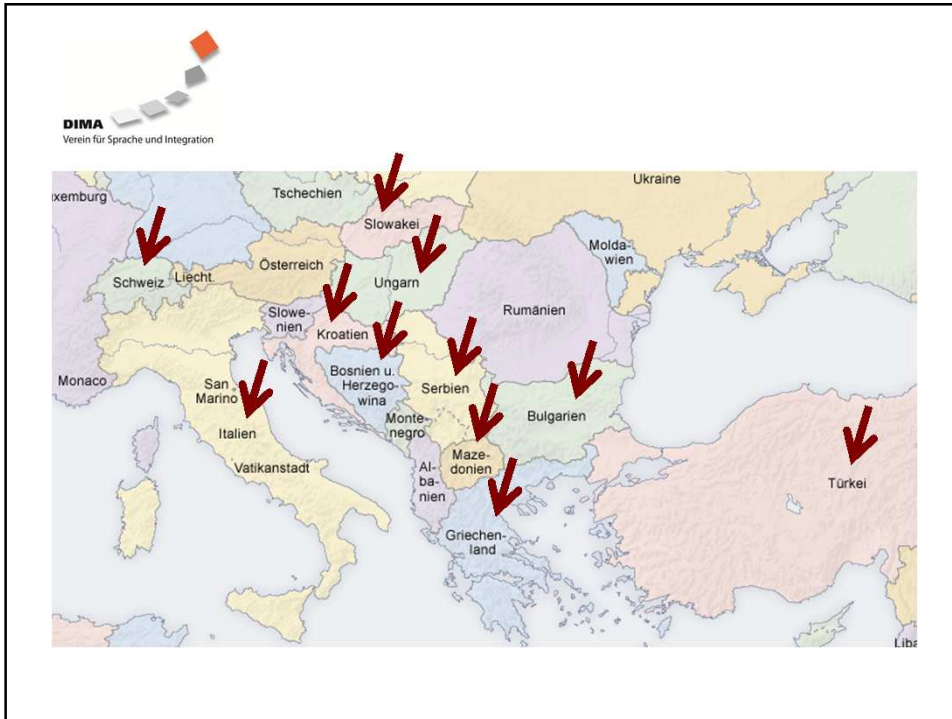 DIMA
Verein für Sprache und Integration
Ukraine
Tschechien
xemburg
Slowakei
Molda-
wien
Österreich
Liecht.
Schweiz
Ungarn
Rumänien
Slowe-
nien
Kroatien
Bosnien u.
Herzego-
wina
Serbien
Monaco
San
Marino
Bulgarien
Monte-
negro
Italien
Maze-
donien
Vatikanstadt
Al-
ba-
nien
Türkei
Griechen-
land
Liba